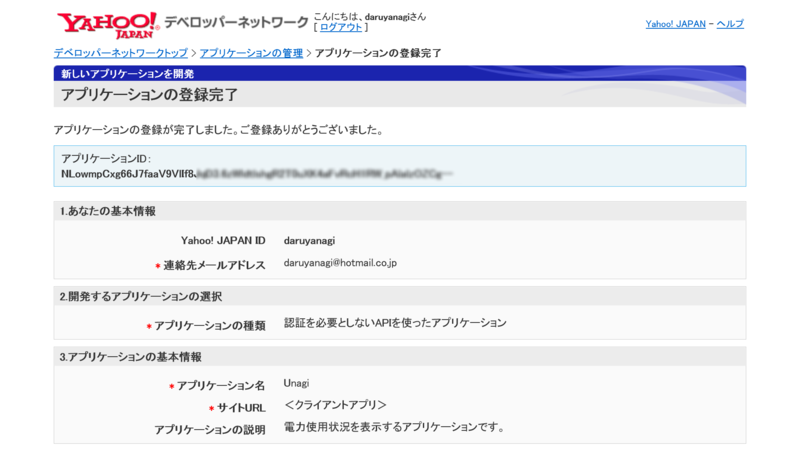 YAHOO! JAPAN デベロッパーネットワーク こんにちは、daruyanagiさん
[ ログアウト ]
Yahoo! JAPAN - ヘルプ
デベロッパーネットワークトップ > アプリケーションの管理 > アプリケーションの登録完了
新しいアプリケーションを開発
アプリケーションの登録完了
アプリケーションの登録が完了しました。ご登録ありがとうございました。
アプリケーションID:
1.あなたの基本情報
Yahoo! JAPAN ID daruyanagi
* 連絡先メールアドレス daruyanagi@hotmail.co.jp
2.開発するアプリケーションの選択
* アプリケーションの種類 認証を必要としないAPIを使ったアプリケーション
3.アプリケーションの基本情報
* アプリケーション名 Unagi
* サイトURL <クライアントアプリ>
アプリケーションの説明 電力使用状況を表示するアプリケーションです。